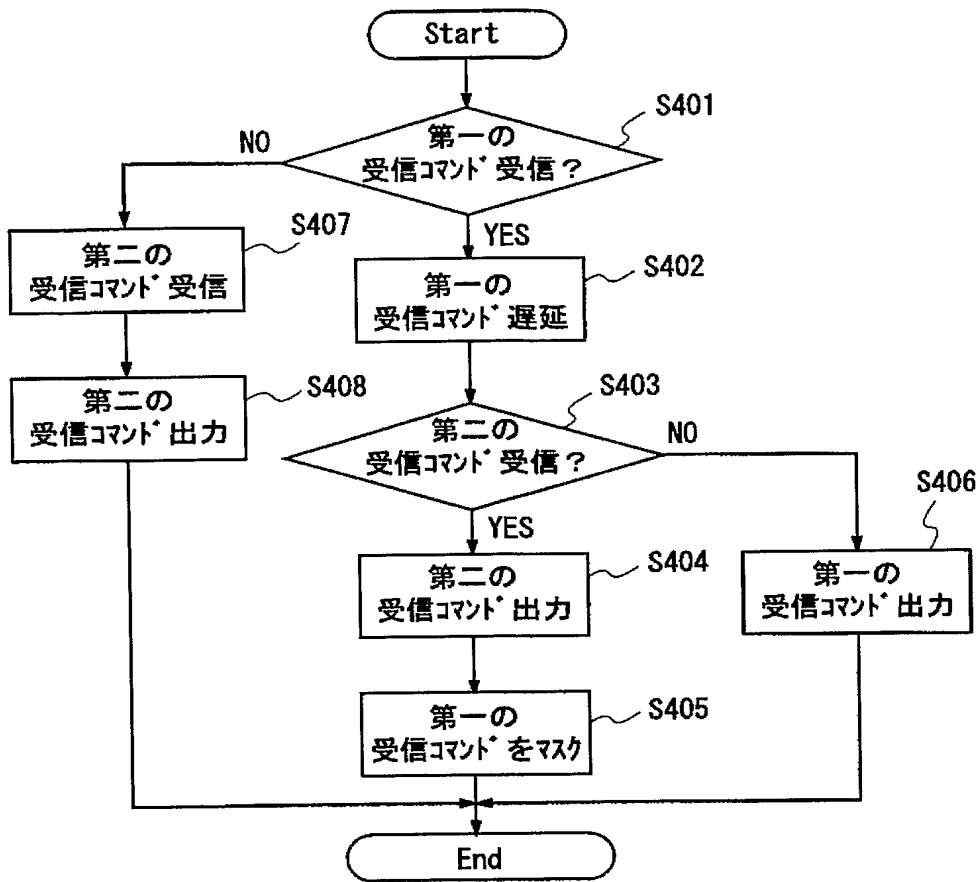 Start
S401
第一の
受信ｺﾏﾝﾄﾞ受信？
NO
YES
S407
第二の
受信ｺﾏﾝﾄﾞ受信
S402
第一の
受信ｺﾏﾝﾄﾞ遅延
S408
第二の
受信ｺﾏﾝﾄﾞ出力
S403
第二の
受信ｺﾏﾝﾄﾞ受信？
NO
YES
S406
第一の
受信ｺﾏﾝﾄﾞ出力
S404
第二の
受信ｺﾏﾝﾄﾞ出力
S405
第一の
受信ｺﾏﾝﾄﾞをﾏｽｸ
End